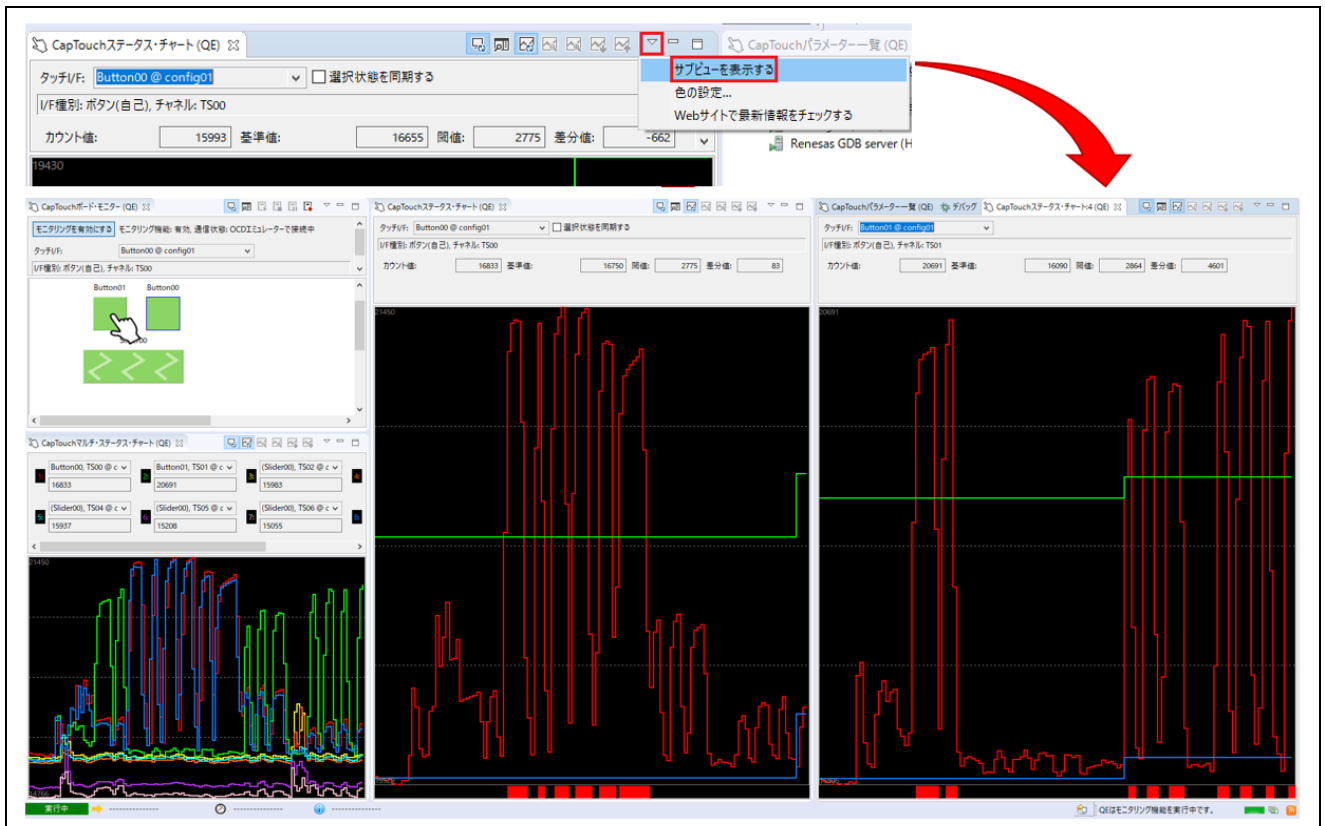 CapTouchステータス・チャート (QE)
CapTouchパラメーター一覧 (QE)
タッチI/F: Button00 @ config01 選択状態を同期する
サブビューを表示する
色の設定...
Webサイトで最新情報をチェックする
I/F種別: ボタン(自己), チャネル: TS00
カウント値: 15993 基準値: 16655 閾値: 2775 差分値: -662
Renesas GDB server (H
19430
CapTouchボード・モニター (QE)
モニタリングを有効にする モニタリング機能: 有効, 通信状態: OCDエミュレーターで接続中
タッチI/F: Button00 @ config01
I/F種別: ボタン(自己), チャネル: TS00
Button01 Button00
CapTouchマルチ・ステータス・チャート (QE)
Button00, TS00 @ c Button01, TS01 @ c (Slider00), TS02 @ c
1: 16833 2: 20691 3: 15983 4:
(Slider00), TS04 @ c (Slider00), TS05 @ c (Slider00), TS06 @ c
5: 15937 6: 15208 7: 15055 8:
21450
14766
CapTouchステータス・チャート (QE)
タッチI/F: Button00 @ config01 選択状態を同期する
I/F種別: ボタン(自己), チャネル: TS00
カウント値: 16833 基準値: 16750 閾値: 2775 差分値: 83
21450
CapTouchパラメーター一覧 (QE) デバッグ CapTouchステータス・チャート:4 (QE)
タッチI/F: Button01 @ config01
I/F種別: ボタン(自己), チャネル: TS01
カウント値: 20691 基準値: 16090 閾値: 2864 差分値: 4601
20691
実行中
QEはモニタリング機能を実行中です。